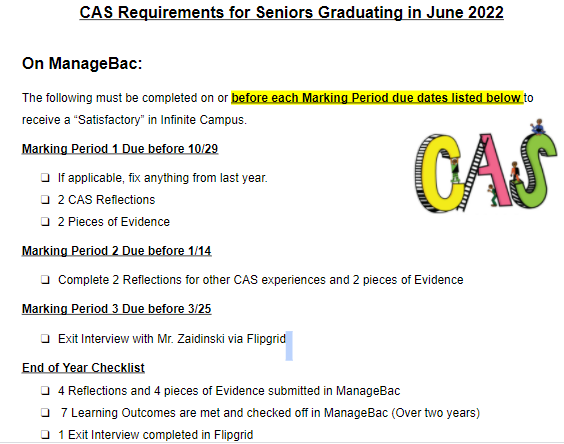 CAS Requirements for Seniors Graduating in June 2022
On ManageBac:
The following must be completed on or before each Marking Period due dates listed below to
receive a “Satisfactory” in Infinite Campus.
Marking Period 1 Due before 10/29
❏ If applicable, fix anything from last year.
❏ 2 CAS Reflections
❏ 2 Pieces of Evidence
CAS
Marking Period 2 Due before 1/14
❏ Complete 2 Reflections for other CAS experiences and 2 pieces of Evidence
Marking Period 3 Due before 3/25
❏ Exit Interview with Mr. Zaidinski via Flipgrid
End of Year Checklist
❏ 4 Reflections and 4 pieces of Evidence submitted in ManageBac
❏ 7 Learning Outcomes are met and checked off in ManageBac (Over two years)
❏ 1 Exit Interview completed in Flipgrid